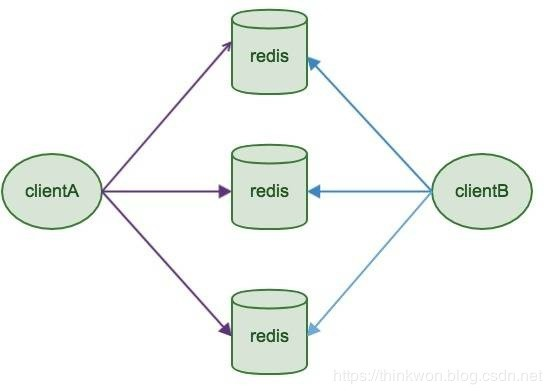 redis
clientA
redis
clientB
redis
https://thinkwon.blog.csdn.net